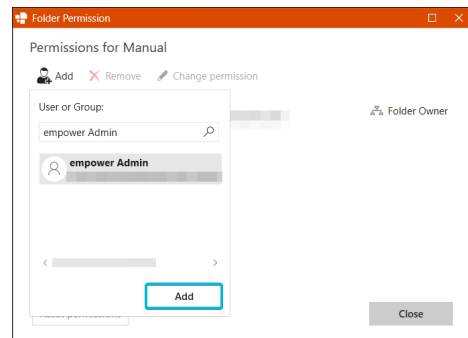 Folder Permission
Permissions for Manual
Add Remove Change permission
User or Group:
Folder Owner
empower Admin
empower Admin
Add
Close